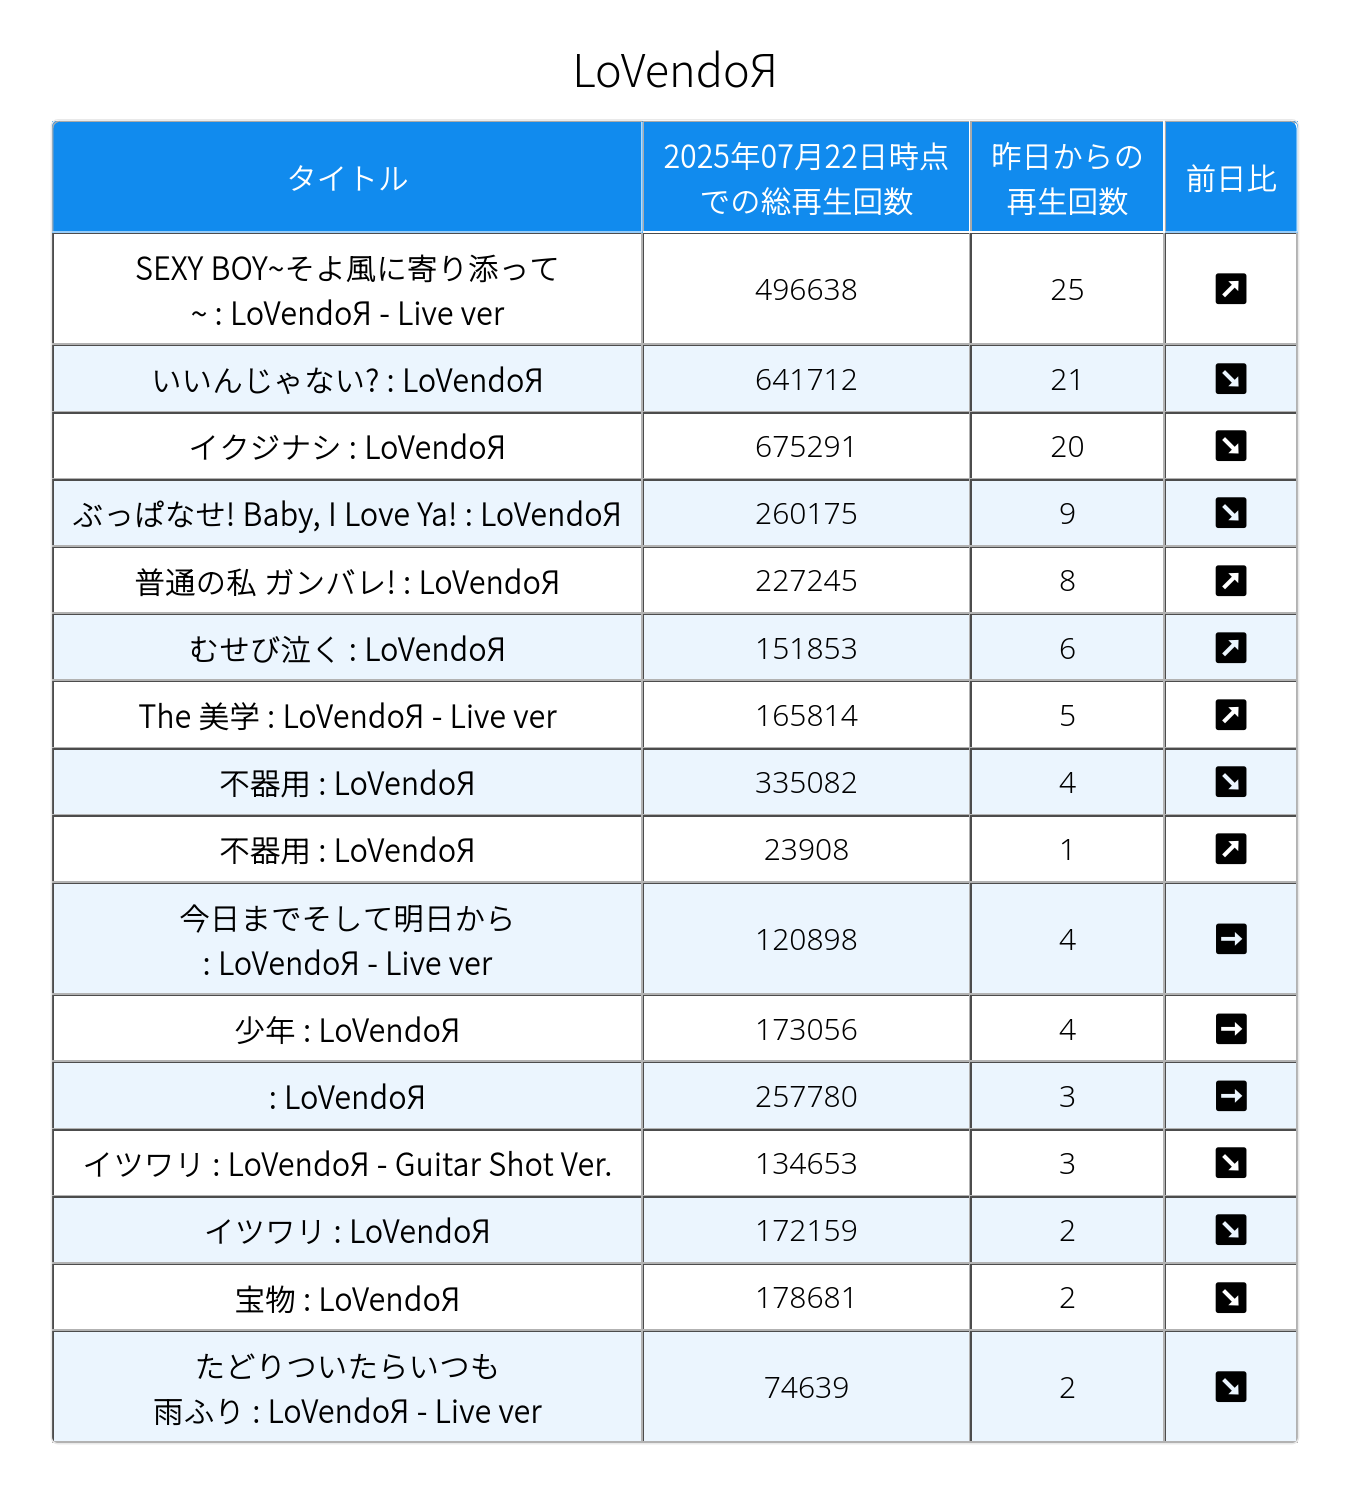 LoVendoЯ
タイトル
2025年07月22日時点
での総再生回数
昨日からの
再生回数
前日比
SEXY BOY~そよ風に寄り添って
~ : LoVendoЯ - Live ver
496638
25
いいんじゃない? : LoVendoЯ
641712
21
イクジナシ : LoVendoЯ
675291
20
ぶっぱなせ! Baby, I Love Ya! : LoVendoЯ
260175
9
普通の私 ガンバレ! : LoVendoЯ
227245
8
むせび泣く : LoVendoЯ
151853
6
The 美学 : LoVendoЯ - Live ver
165814
5
不器用 : LoVendoЯ
335082
4
不器用 : LoVendoЯ
23908
1
今日までそして明日から
: LoVendoЯ - Live ver
120898
4
少年 : LoVendoЯ
173056
4
: LoVendoЯ
257780
3
イツワリ : LoVendoЯ - Guitar Shot Ver.
134653
3
イツワリ : LoVendoЯ
172159
2
宝物 : LoVendoЯ
178681
2
たどりついたらいつも
雨ふり : LoVendoЯ - Live ver
74639
2